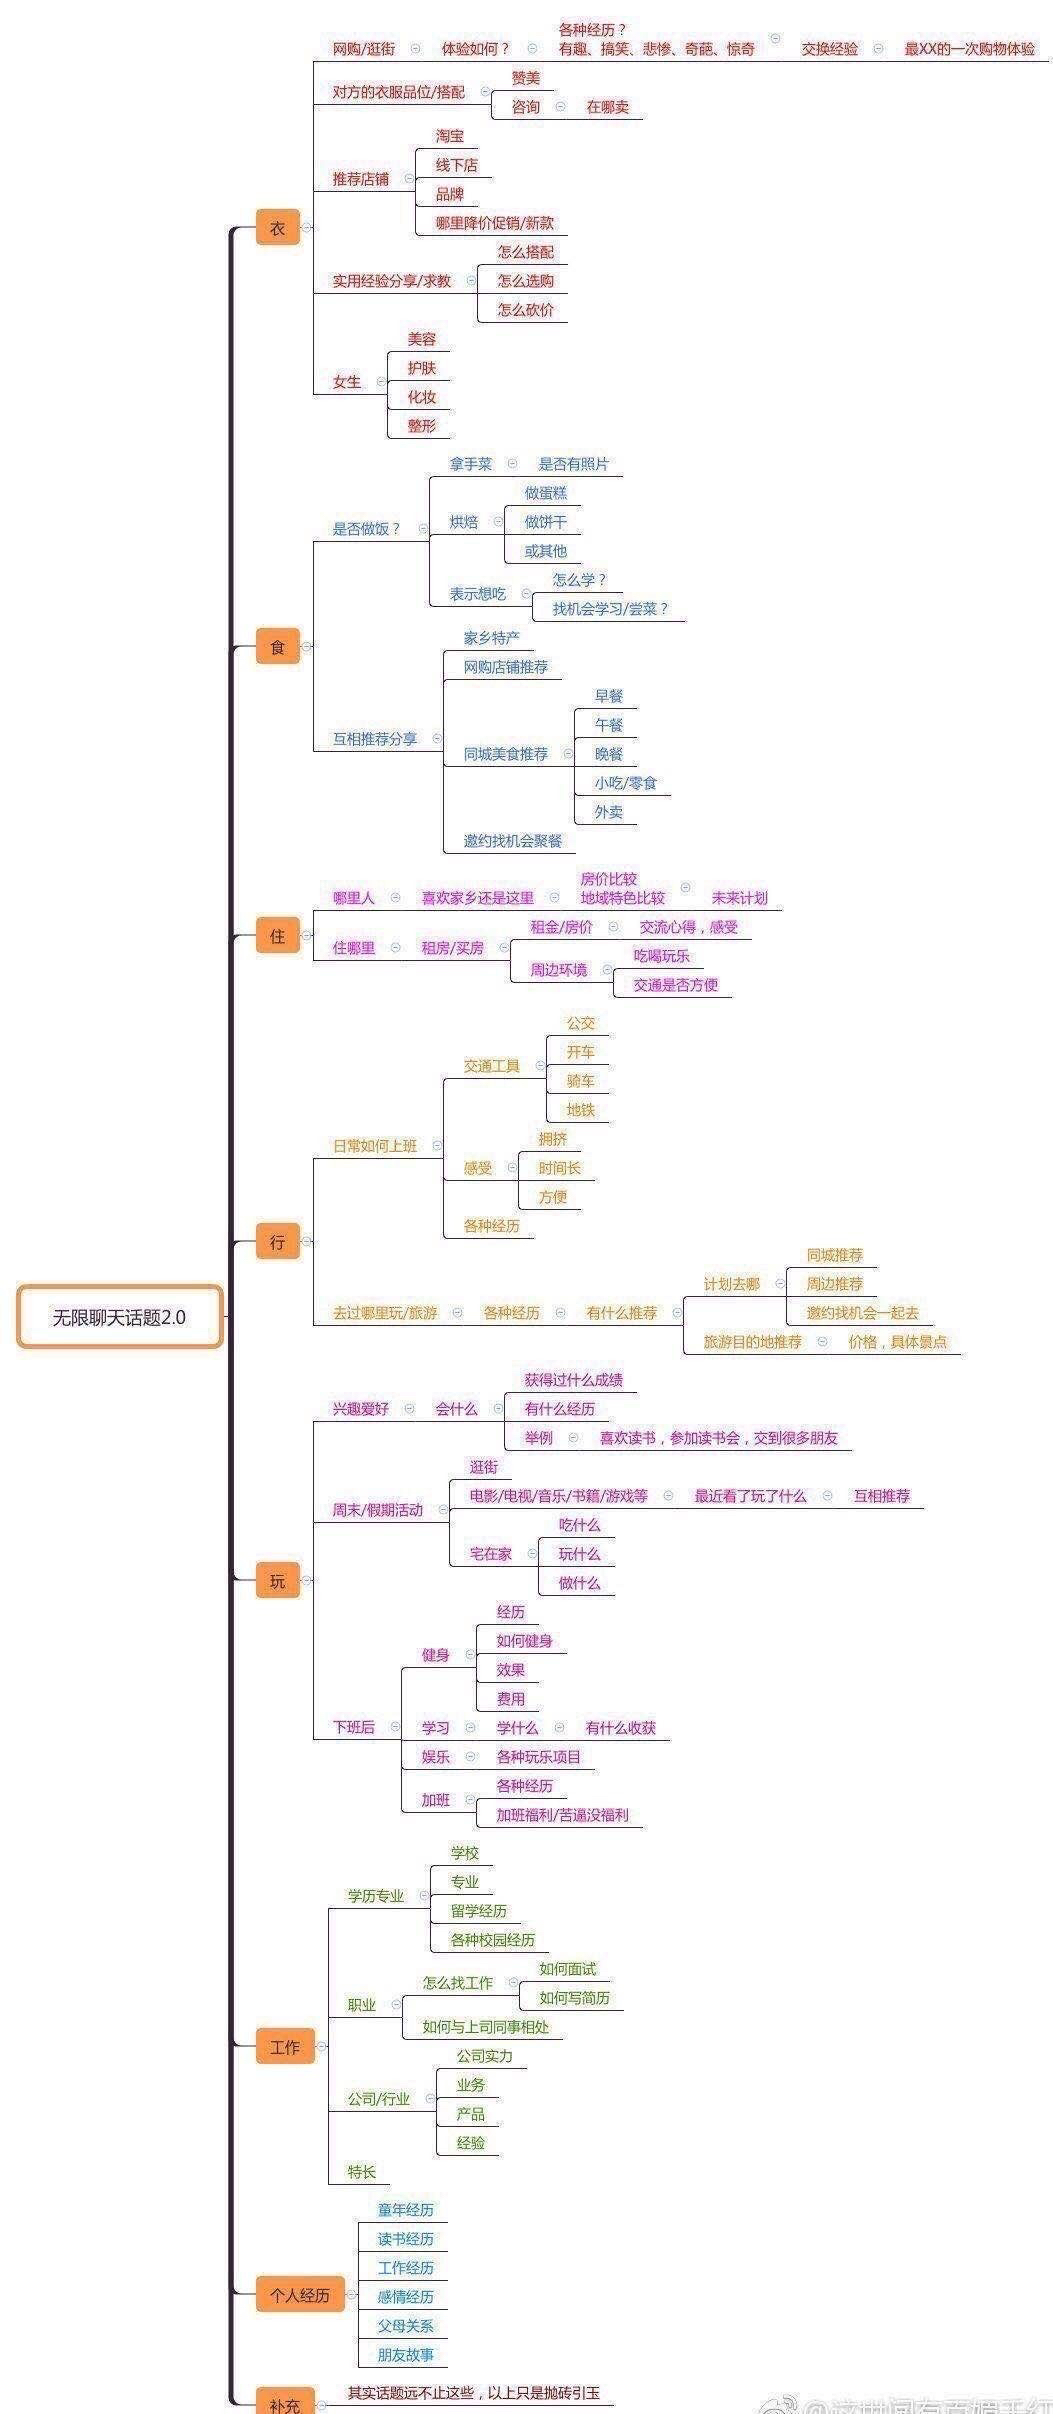 无限聊天话题2.0
衣
网购/逛街
体验如何？
各种经历？
有趣、搞笑、悲惨、奇葩、惊奇
交换经验
最XX的一次购物体验
对方的衣服品位/搭配
赞美
咨询
在哪卖
推荐店铺
淘宝
线下店
品牌
哪里降价促销/新款
实用经验分享/求教
怎么搭配
怎么选购
怎么砍价
女生
美容
护肤
化妆
整形
食
是否做饭？
拿手菜
是否有照片
烘焙
做蛋糕
做饼干
或其他
表示想吃
怎么学？
找机会学习/尝菜？
互相推荐分享
家乡特产
网购店铺推荐
同城美食推荐
早餐
午餐
晚餐
小吃/零食
外卖
邀约找机会聚餐
住
哪里人
喜欢家乡还是这里
房价比较
地域特色比较
未来计划
住哪里
租房/买房
租金/房价
交流心得，感受
周边环境
吃喝玩乐
交通是否方便
行
日常如何上班
交通工具
公交
开车
骑车
地铁
感受
拥挤
时间长
方便
各种经历
去过哪里玩/旅游
各种经历
有什么推荐
计划去哪
同城推荐
周边推荐
邀约找机会一起去
旅游目的地推荐
价格，具体景点
玩
兴趣爱好
会什么
获得过什么成绩
有什么经历
举例
喜欢读书，参加读书会，交到很多朋友
周末/假期活动
逛街
电影/电视/音乐/书籍/游戏等
最近看了玩了什么
互相推荐
宅在家
吃什么
玩什么
做什么
下班后
健身
经历
如何健身
效果
费用
学习
学什么
有什么收获
娱乐
各种玩乐项目
加班
各种经历
加班福利/苦逼没福利
工作
学历专业
学校
专业
留学经历
各种校园经历
职业
怎么找工作
如何面试
如何写简历
如何与上司同事相处
公司/行业
公司实力
业务
产品
经验
特长
个人经历
童年经历
读书经历
工作经历
感情经历
父母关系
朋友故事
补充
其实话题远不止这些，以上只是抛砖引玉